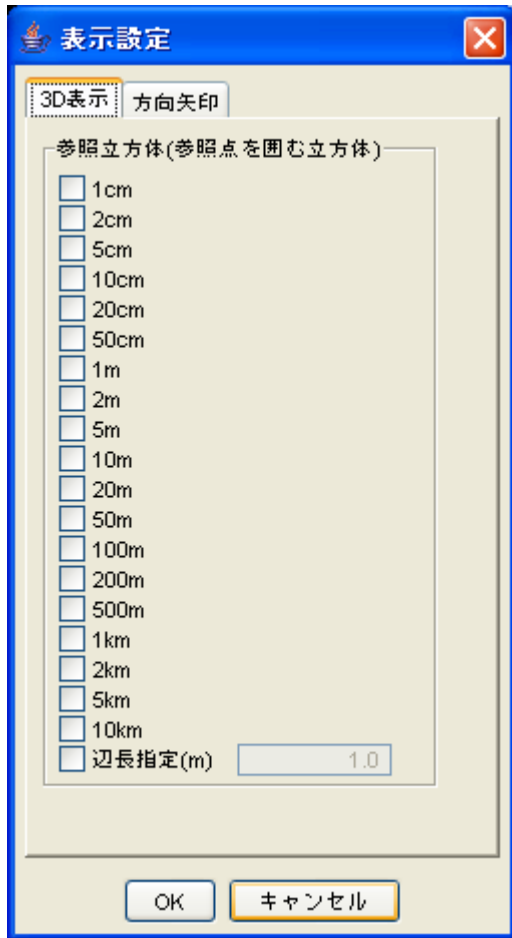 表示設定
3D表示 方向矢印
参照立方体(参照点を囲む立方体)
1cm
2cm
5cm
10cm
20cm
50cm
1m
2m
5m
10m
20m
50m
100m
200m
500m
1km
2km
5km
10km
辺長指定(m) 1.0
OK キャンセル